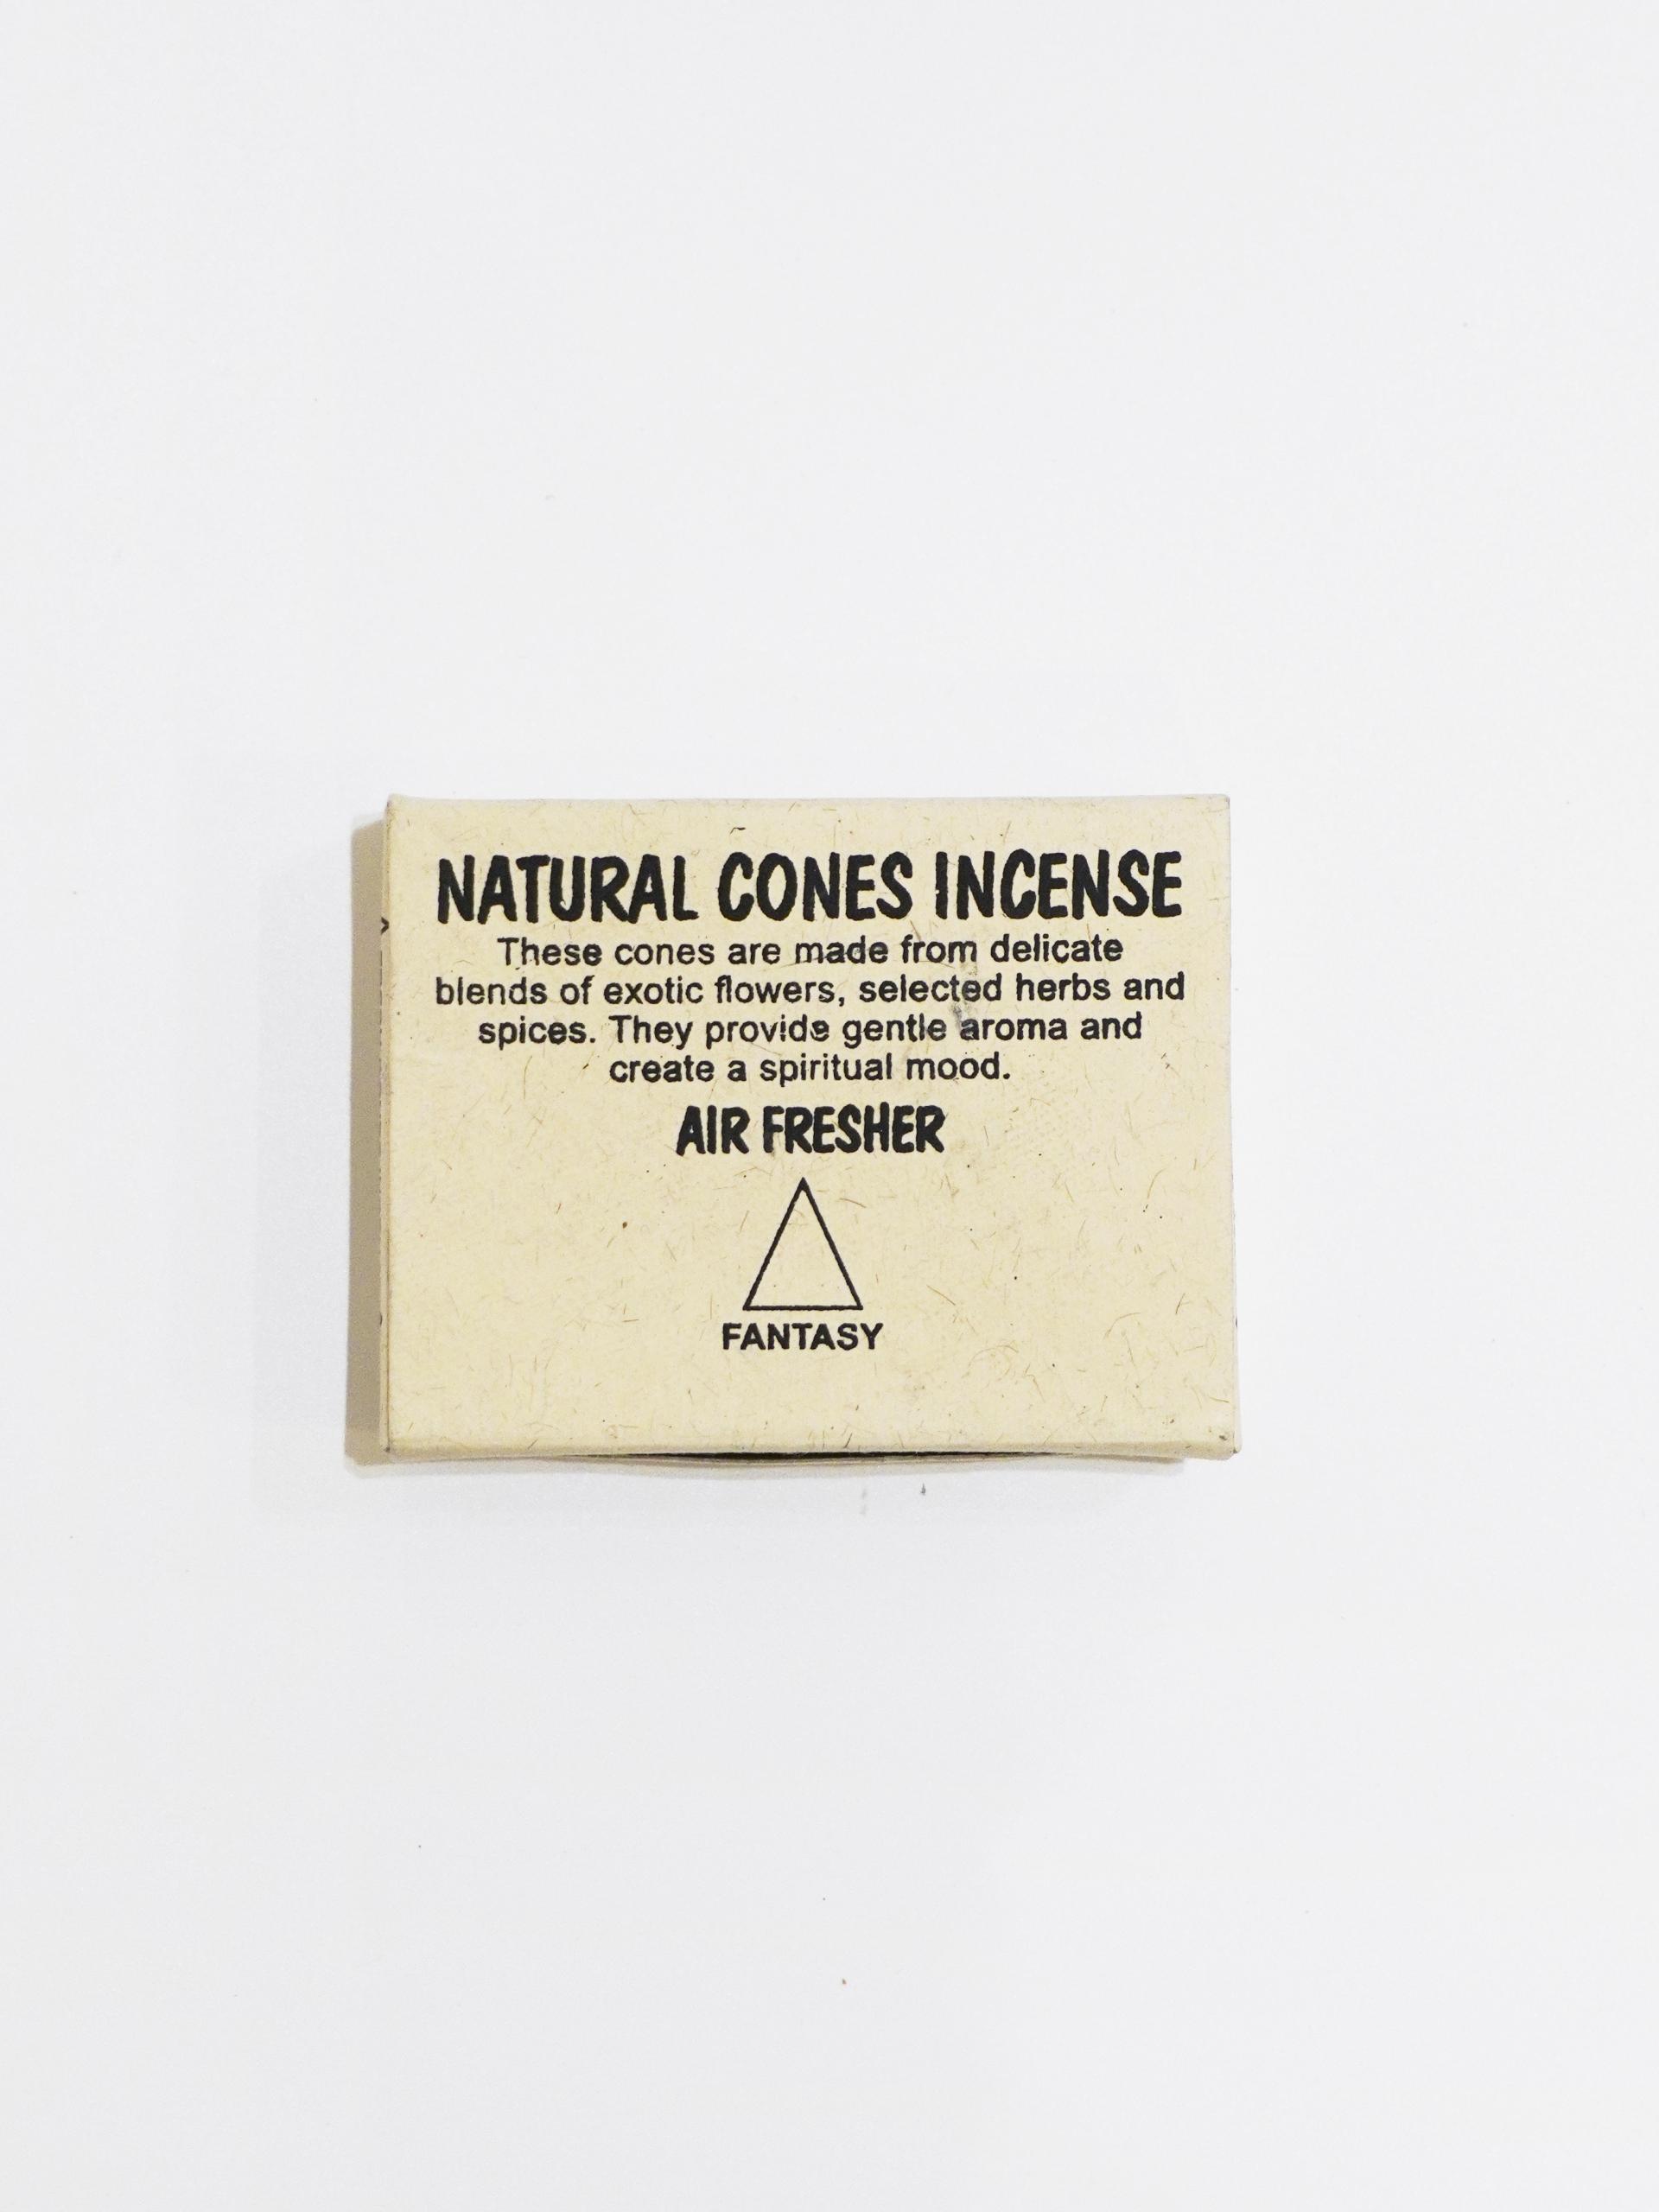 NATURAL CONES INCENSE
These cones are made from delicate
blends of exotic flowers, selected herbs and
spices. They provide gentle aroma and
create a spiritual mood.
AIR FRESHER
FANTASY